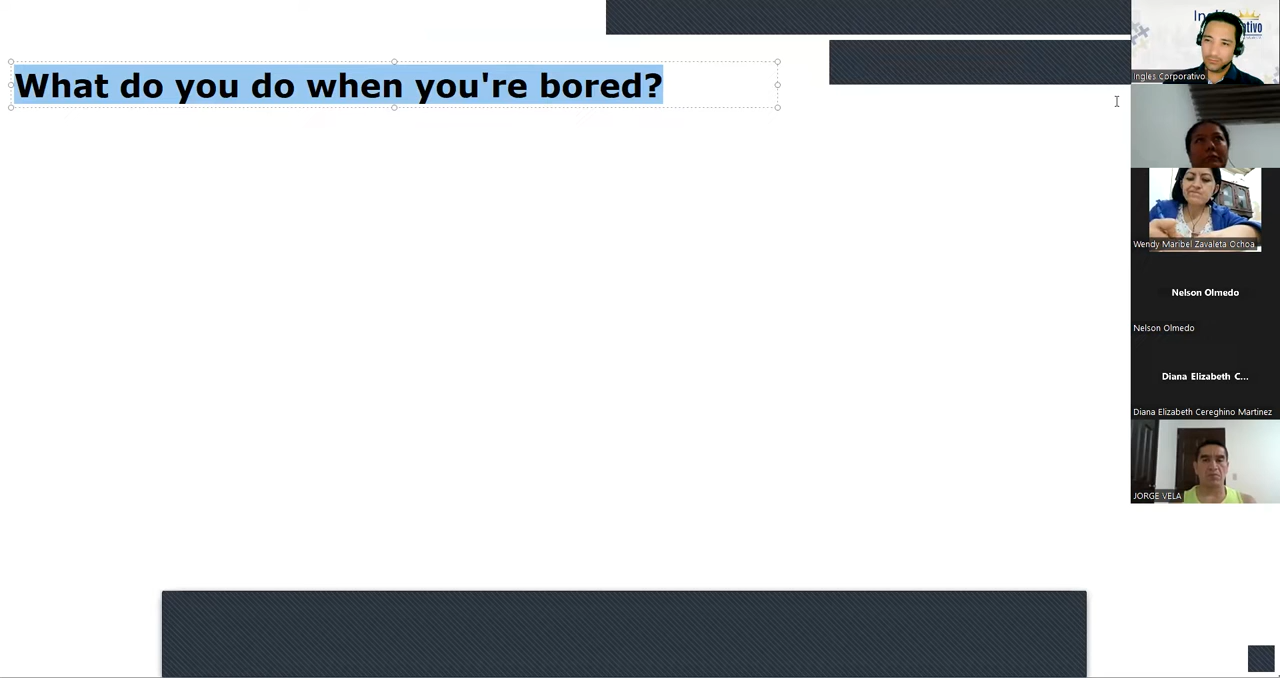 What do you do when you're bored?
Ingles Corporativo
Wendy Maribel Zavaleta Ochoa
Nelson Olmedo
Nelson Olmedo
Diana Elizabeth C...
Diana Elizabeth Cereghino Martinez
JORGE VELA